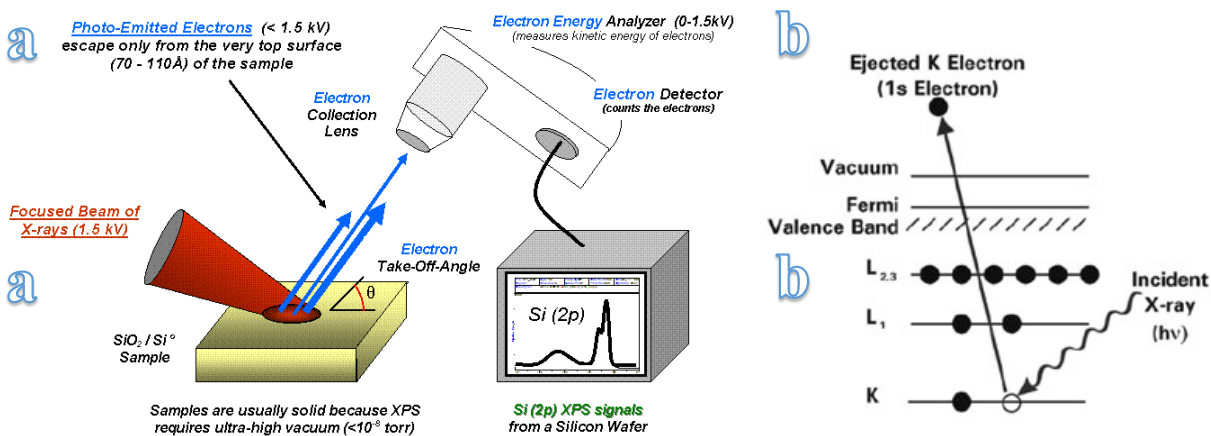 a
Photo-Emitted Electrons (< 1.5 kV)
escape only from the very top surface
(70 - 110Å) of the sample
Electron Energy Analyzer (0-1.5kV)
(measures kinetic energy of electrons)
Electron
Collection
Lens
Electron Detector
(counts the electrons)
Focused Beam of
X-rays (1.5 kV)
Electron
Take-Off-Angle
a
θ
SiO₂ / Si°
Sample
Si (2p)
Samples are usually solid because XPS
requires ultra-high vacuum (<10⁻⁸ torr)
Si (2p) XPS signals
from a Silicon Wafer
b
Ejected K Electron
(1s Electron)
Vacuum
Fermi
Valence Band
b
L₂,₃
Incident
X-ray
(hν)
L₁
K